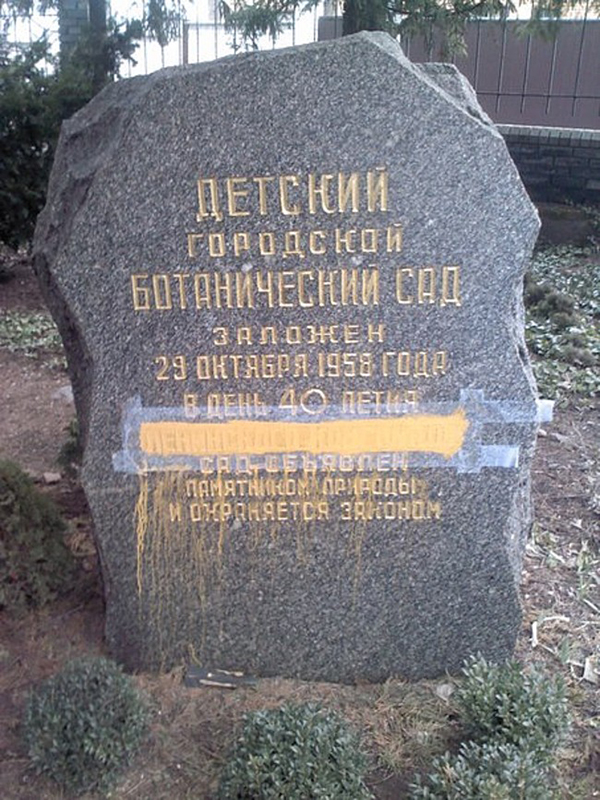 ДЕТСКИЙ
ГОРОДСКОЙ
БОТАНИЧЕСКИЙ САД
ЗАЛОЖЕН
29 ОКТЯБРЯ 1958 ГОДА
В ДЕНЬ 40 ЛЕТИЯ
САД ОБЪЯВЛЕН
ПАМЯТНИКОМ ПРИРОДЫ
И ОХРАНЯЕТСЯ ЗАКОНОМ